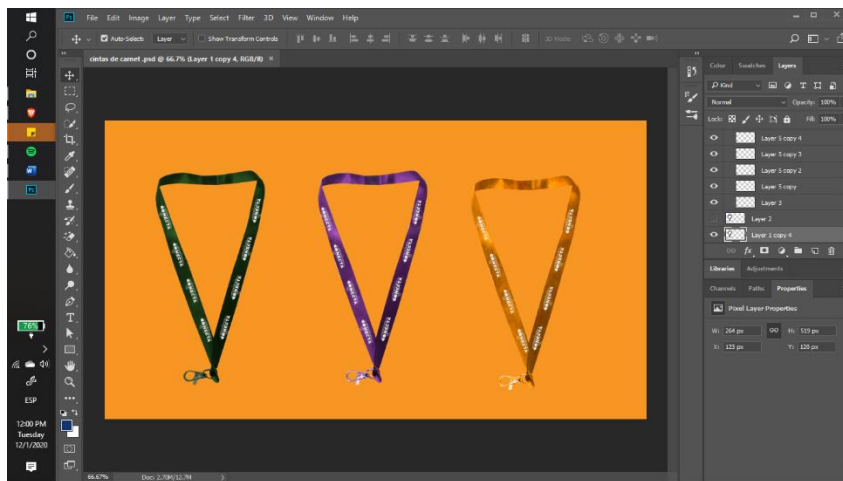 File Edit Image Layer Type Select Filter 3D View Window Help
Auto-Select: Layer Show Transform Controls 3D Mode:
cintas de carnet .psd @ 66.7% (Layer 1 copy 4, RGB/8) ×
Color Swatches Layers
Kind
Normal Opacity: 100%
Lock: Fill: 100%
Layer 5 copy 4
Layer 5 copy 3
Layer 5 copy 2
Layer 5 copy
Layer 3
Layer 2
Layer 1 copy 4
Libraries Adjustments
Channels Paths Properties
Pixel Layer Properties
W: 264 px H: 519 px
X: 123 px Y: 120 px
76%
ESP
12:00 PM
Tuesday
12/1/2020
66.67% Doc: 2.70M/12.7M